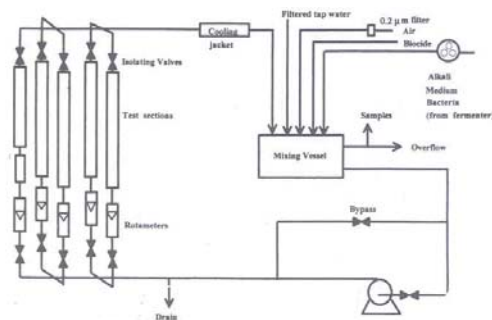 Filtered tap water
0.2 µm filter
Air
Biocide
Cooling
jacket
Isolating Valves
Alkali
Medium
Bacteria
(from fermenter)
Samples
Test sections
Mixing Vessel
Overflow
Bypass
Rotameters
Drain